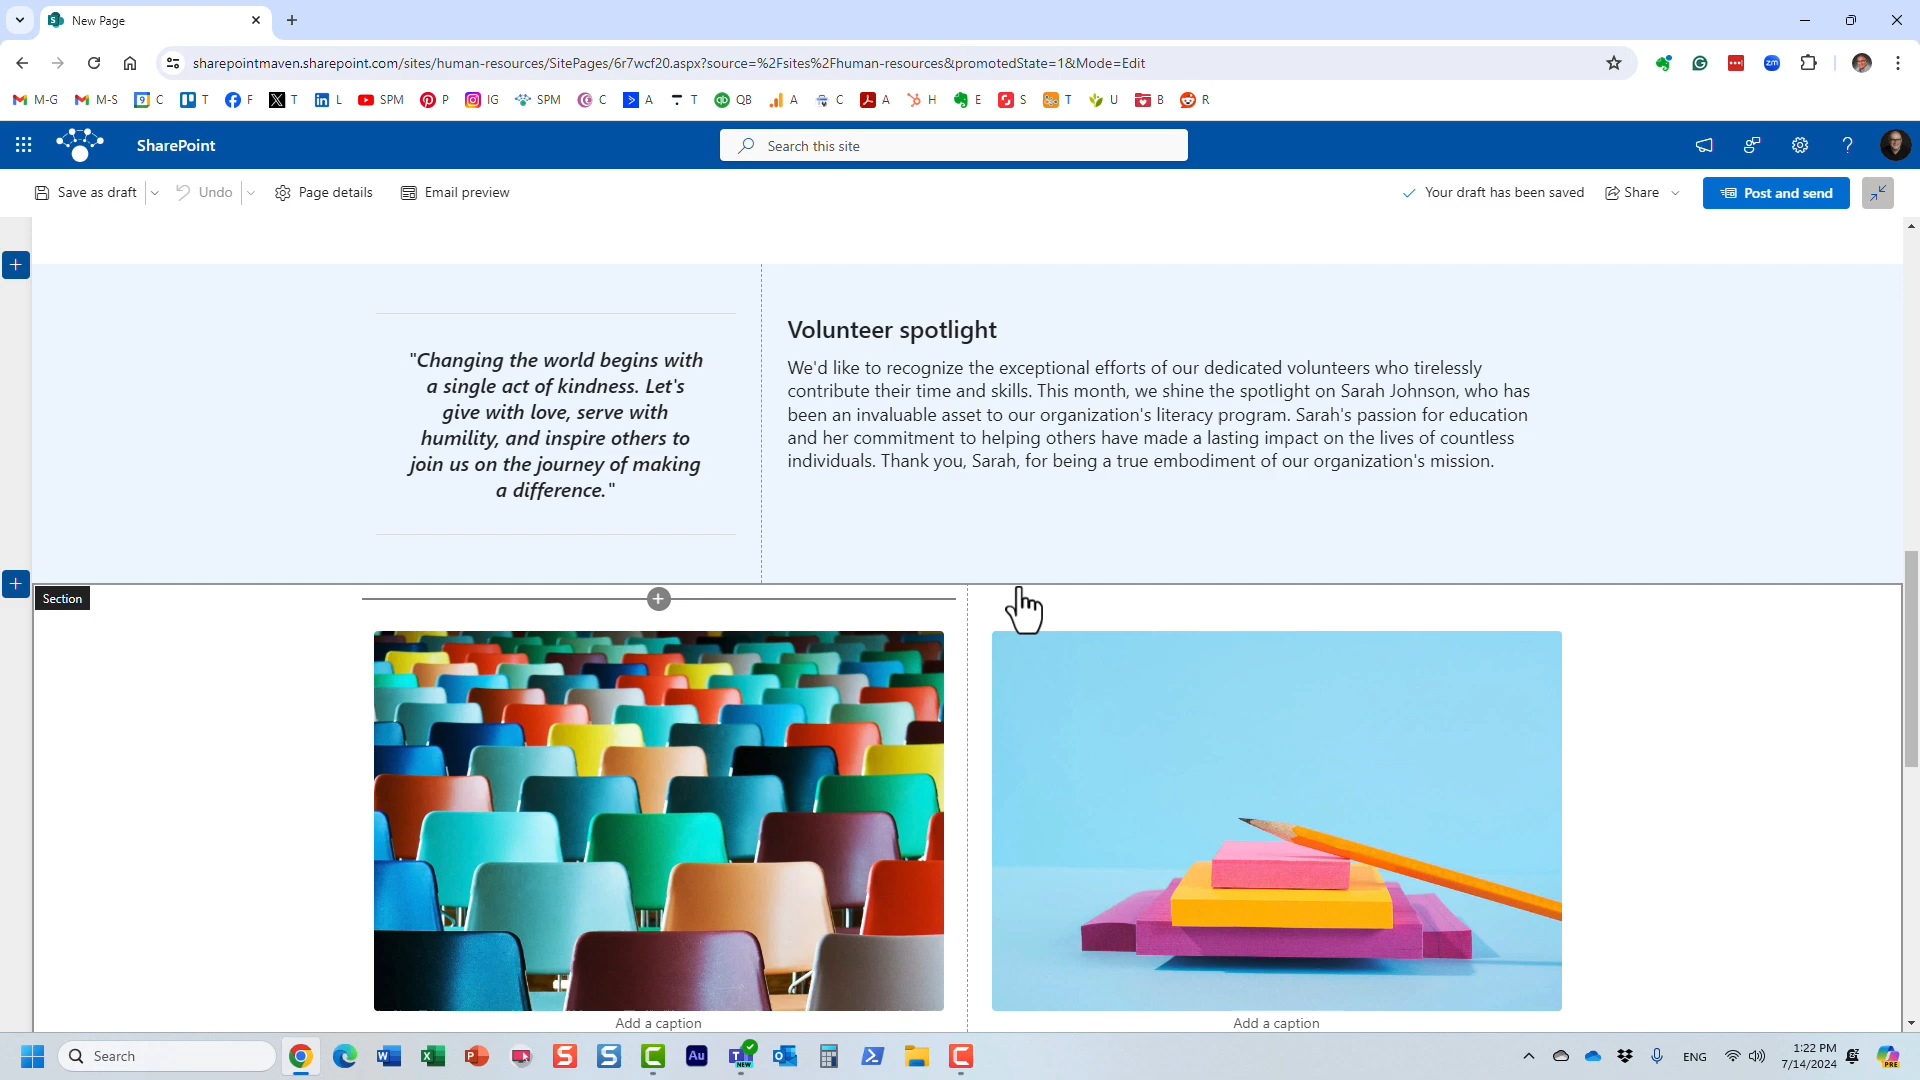 New Page
sharepointmaven.sharepoint.com/sites/human-resources/SitePages/6r7wcf20.aspx?source=%2Fsites%2Fhuman-resources&promotedState=1&Mode=Edit
M-G M-S C T F T L SPM P IG SPM C A T QB A C A H E S T U B R
SharePoint
Search this site
Save as draft Undo Page details Email preview Your draft has been saved Share Post and send
"Changing the world begins with
a single act of kindness. Let's
give with love, serve with
humility, and inspire others to
join us on the journey of making
a difference."
Volunteer spotlight
We'd like to recognize the exceptional efforts of our dedicated volunteers who tirelessly
contribute their time and skills. This month, we shine the spotlight on Sarah Johnson, who has
been an invaluable asset to our organization's literacy program. Sarah's passion for education
and her commitment to helping others have made a lasting impact on the lives of countless
individuals. Thank you, Sarah, for being a true embodiment of our organization's mission.
Section
Add a caption
Add a caption
Search
ENG
1:22 PM
7/14/2024